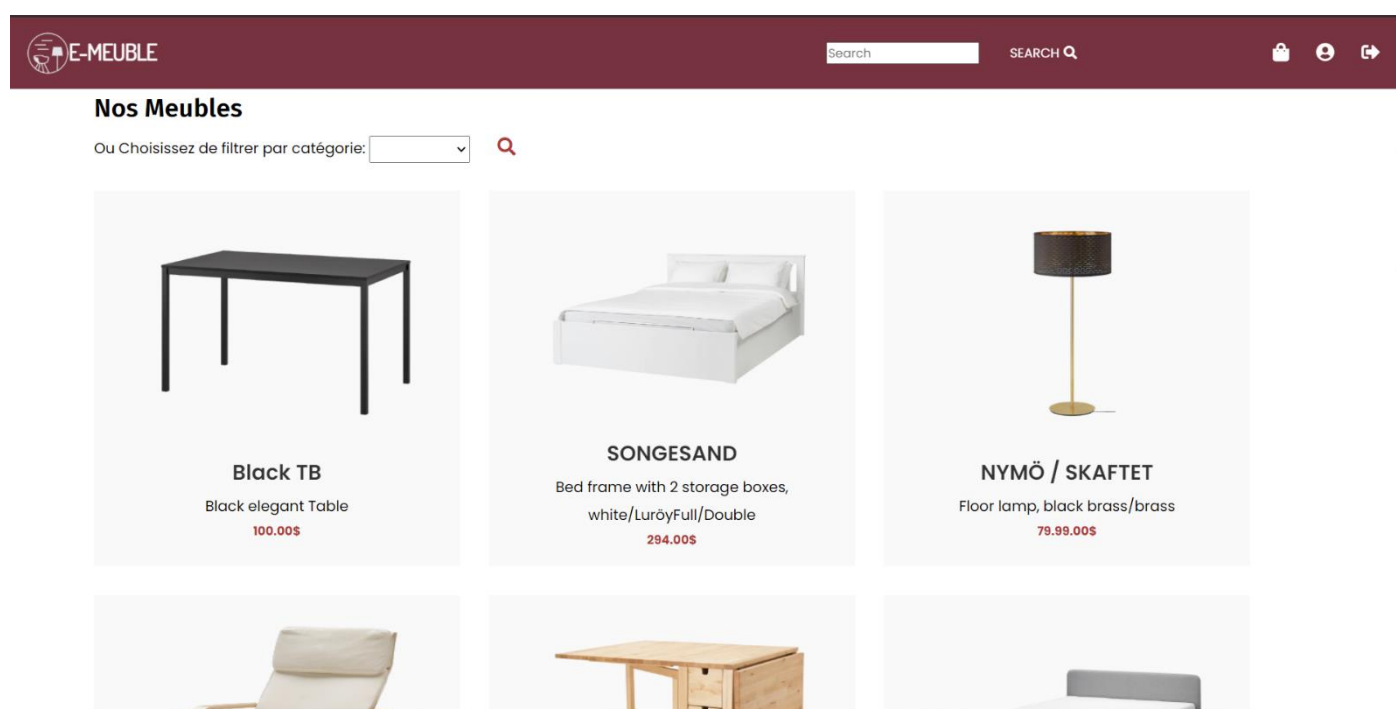 E-MEUBLE
Search
SEARCH
Nos Meubles
Ou Choisissez de filtrer par catégorie:
Black TB
Black elegant Table
100.00$
SONGESAND
Bed frame with 2 storage boxes,
white/LuröyFull/Double
294.00$
NYMÖ / SKAFTET
Floor lamp, black brass/brass
79.99.00$